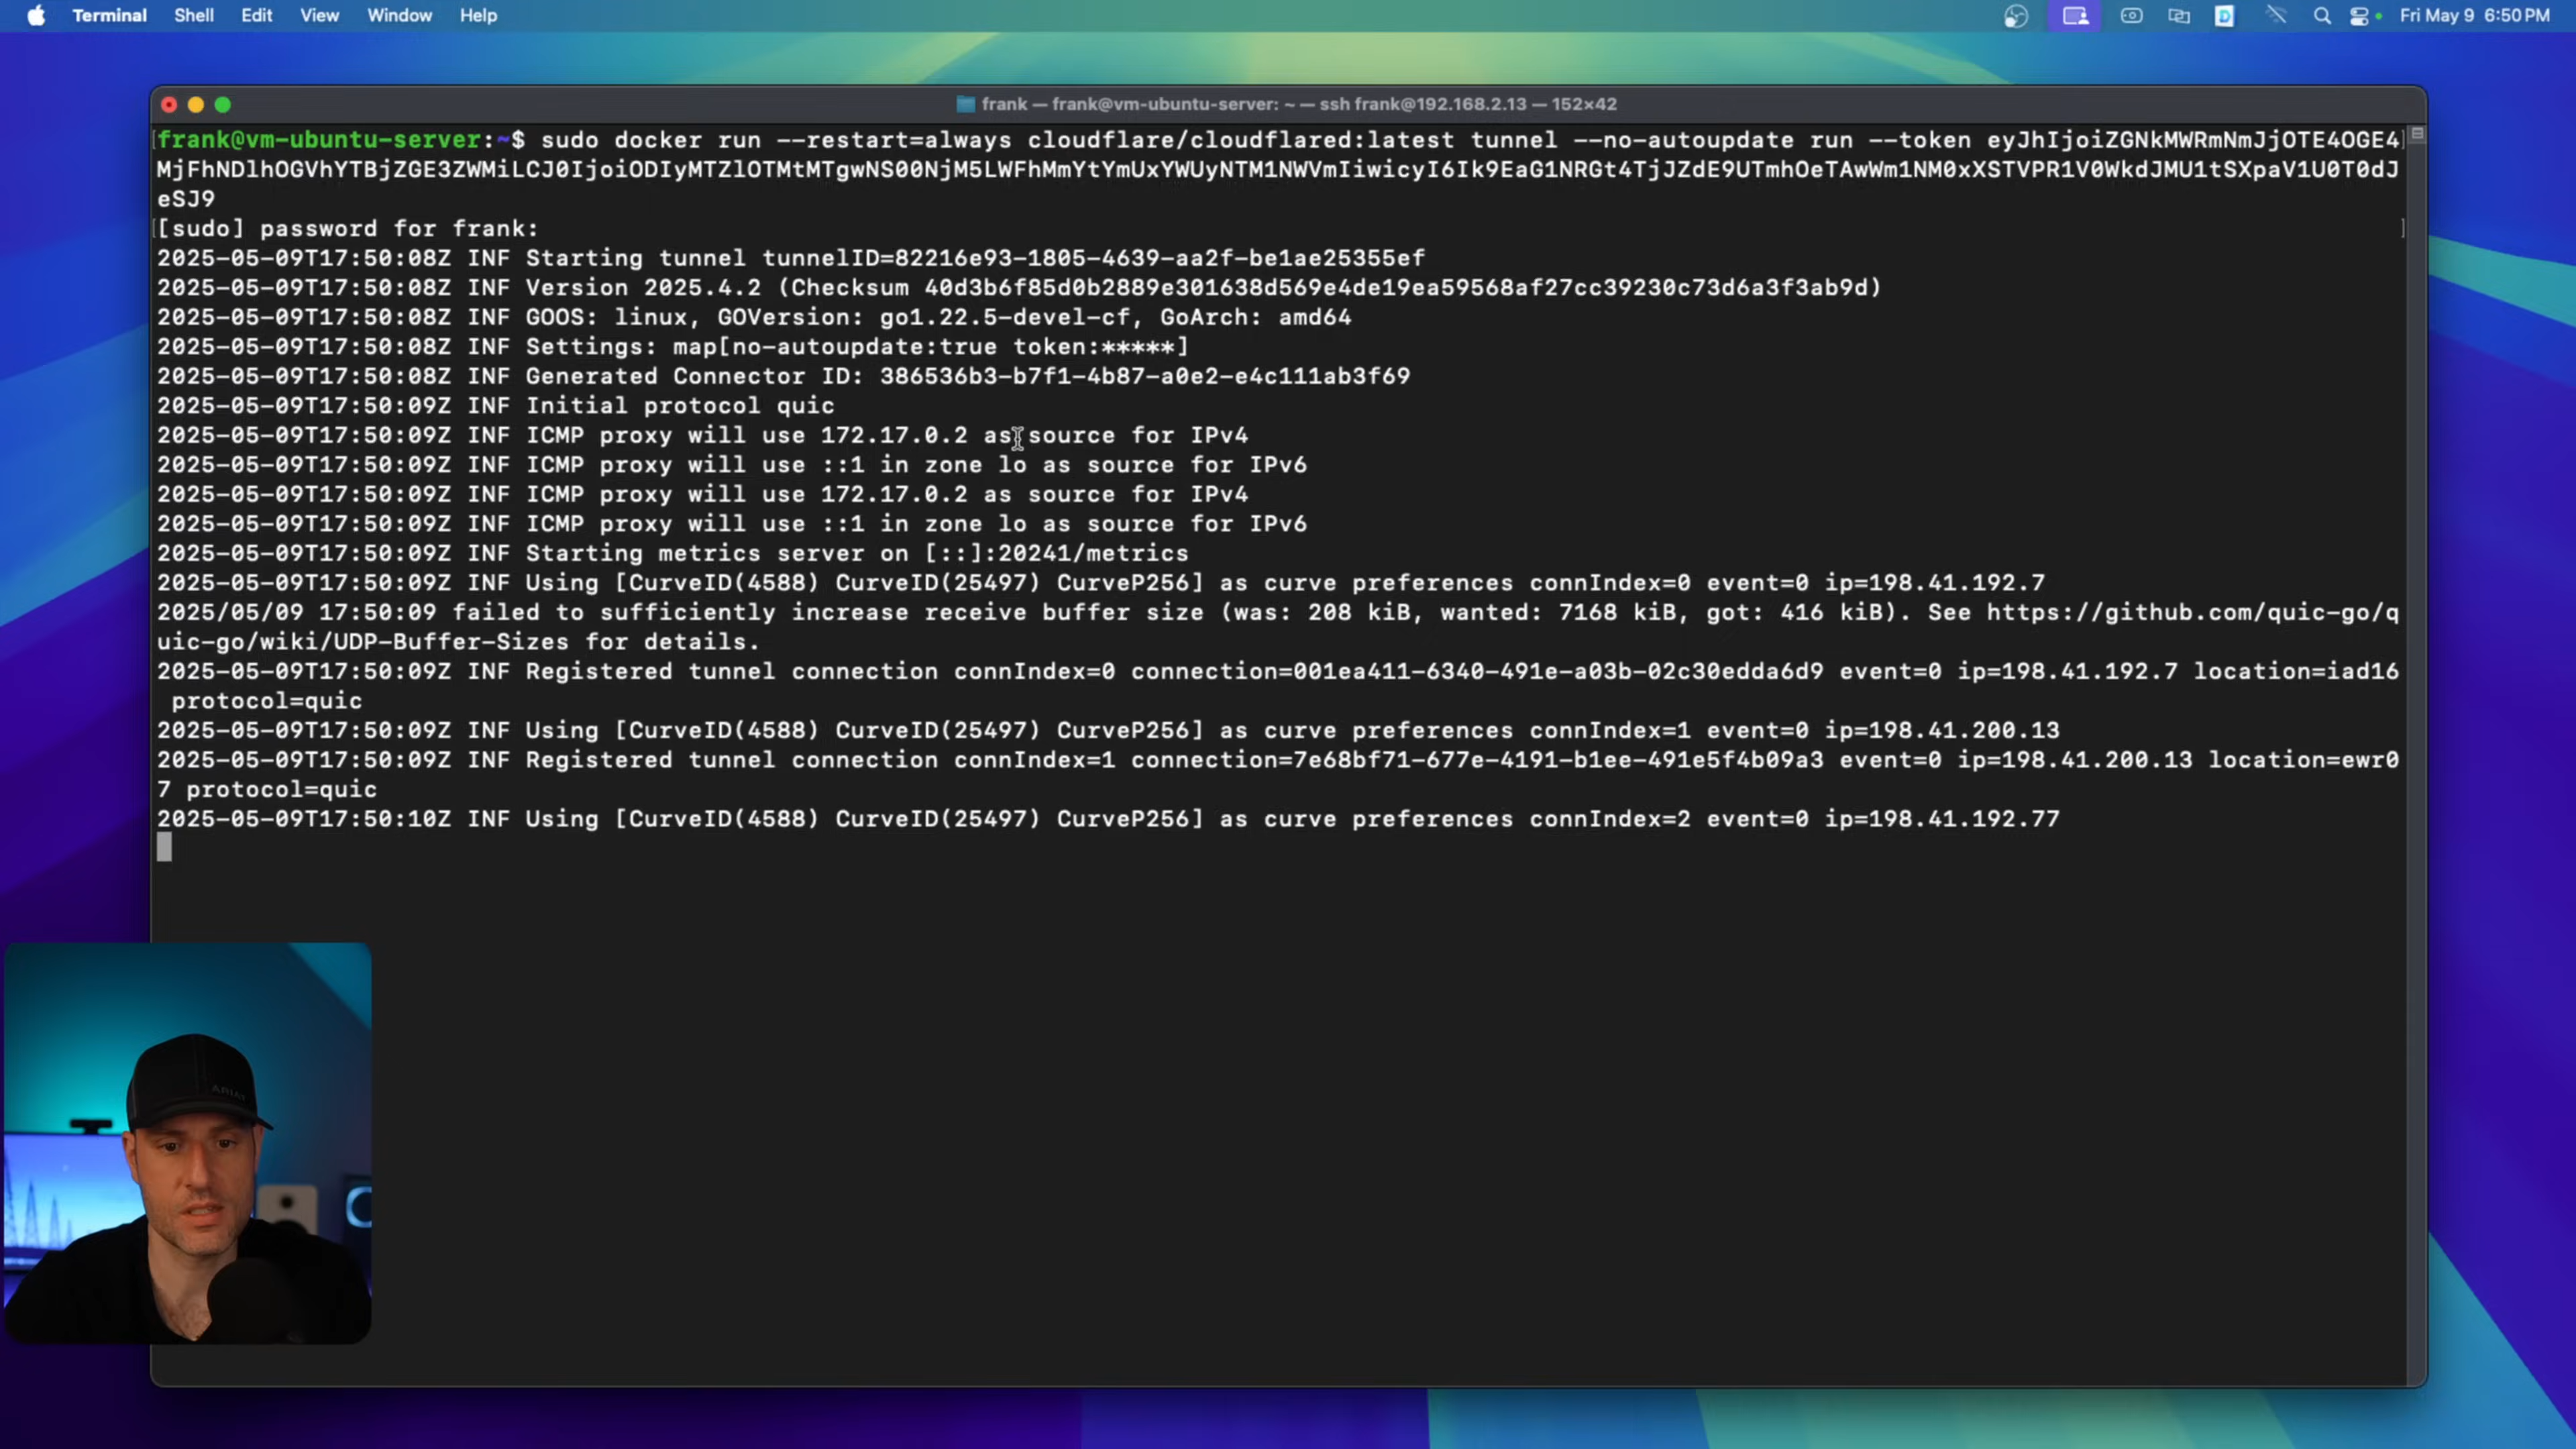 Terminal Shell Edit View Window Help
D
Fri May 9 6:50 PM
frank — frank@vm-ubuntu-server: ~ — ssh frank@192.168.2.13 — 152×42
[frank@vm-ubuntu-server:~$ sudo docker run --restart=always cloudflare/cloudflared:latest tunnel --no-autoupdate run --token eyJhIjoiZGNkMWRmNmJjOTE4OGE4]
MjFhNDlhOGVhYTBjZGE3ZWMiLCJ0IjoiODIyMTZlOTMtMTgwNS00NjM5LWFhMmYtYmUxYWUyNTM1NWVmIiwicyI6Ik9EaG1NRGt4TjJZdE9UTmhOeTAwWm1NM0xXSTVPR1V0WkdJMU1tSXpaV1U0T0dJ
eSJ9
[[sudo] password for frank: ]
2025-05-09T17:50:08Z INF Starting tunnel tunnelID=82216e93-1805-4639-aa2f-be1ae25355ef
2025-05-09T17:50:08Z INF Version 2025.4.2 (Checksum 40d3b6f85d0b2889e301638d569e4de19ea59568af27cc39230c73d6a3f3ab9d)
2025-05-09T17:50:08Z INF GOOS: linux, GOVersion: go1.22.5-devel-cf, GoArch: amd64
2025-05-09T17:50:08Z INF Settings: map[no-autoupdate:true token:*****]
2025-05-09T17:50:08Z INF Generated Connector ID: 386536b3-b7f1-4b87-a0e2-e4c111ab3f69
2025-05-09T17:50:09Z INF Initial protocol quic
2025-05-09T17:50:09Z INF ICMP proxy will use 172.17.0.2 as source for IPv4
2025-05-09T17:50:09Z INF ICMP proxy will use ::1 in zone lo as source for IPv6
2025-05-09T17:50:09Z INF ICMP proxy will use 172.17.0.2 as source for IPv4
2025-05-09T17:50:09Z INF ICMP proxy will use ::1 in zone lo as source for IPv6
2025-05-09T17:50:09Z INF Starting metrics server on [::]:20241/metrics
2025-05-09T17:50:09Z INF Using [CurveID(4588) CurveID(25497) CurveP256] as curve preferences connIndex=0 event=0 ip=198.41.192.7
2025/05/09 17:50:09 failed to sufficiently increase receive buffer size (was: 208 kiB, wanted: 7168 kiB, got: 416 kiB). See https://github.com/quic-go/q
uic-go/wiki/UDP-Buffer-Sizes for details.
2025-05-09T17:50:09Z INF Registered tunnel connection connIndex=0 connection=001ea411-6340-491e-a03b-02c30edda6d9 event=0 ip=198.41.192.7 location=iad16
protocol=quic
2025-05-09T17:50:09Z INF Using [CurveID(4588) CurveID(25497) CurveP256] as curve preferences connIndex=1 event=0 ip=198.41.200.13
2025-05-09T17:50:09Z INF Registered tunnel connection connIndex=1 connection=7e68bf71-677e-4191-b1ee-491e5f4b09a3 event=0 ip=198.41.200.13 location=ewr0
7 protocol=quic
2025-05-09T17:50:10Z INF Using [CurveID(4588) CurveID(25497) CurveP256] as curve preferences connIndex=2 event=0 ip=198.41.192.77
ARIAT